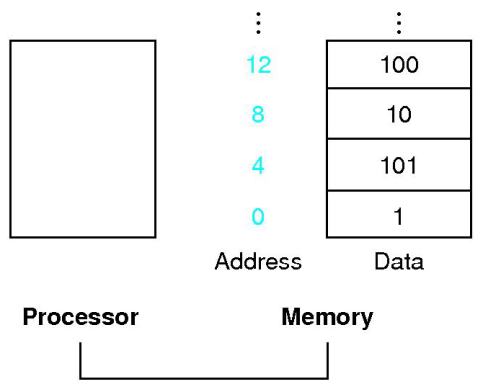 ⋮ ⋮
12 100
8 10
4 101
0 1
Address Data
Processor Memory